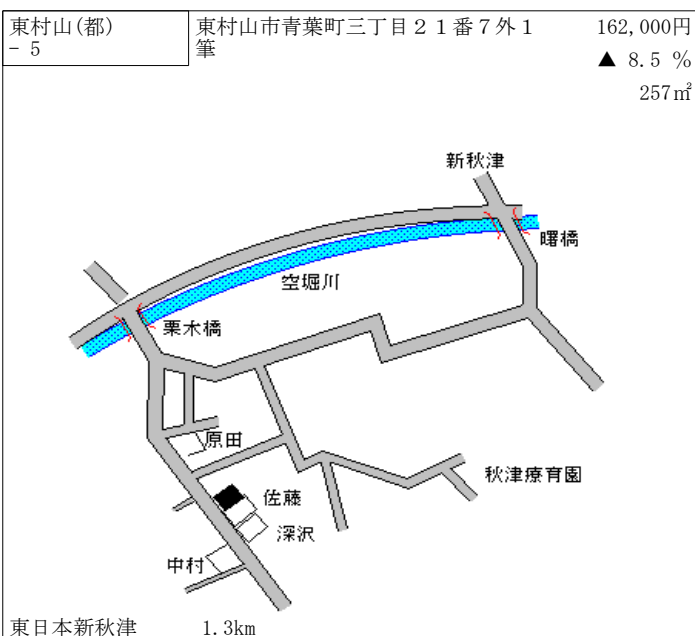 東村山(都)
- 5
東村山市青葉町三丁目２１番７外１
筆
162,000円
▲ 8.5 %
257㎡
新秋津
曙橋
空堀川
栗木橋
原田
秋津療育園
佐藤
深沢
中村
東日本新秋津 1.3km